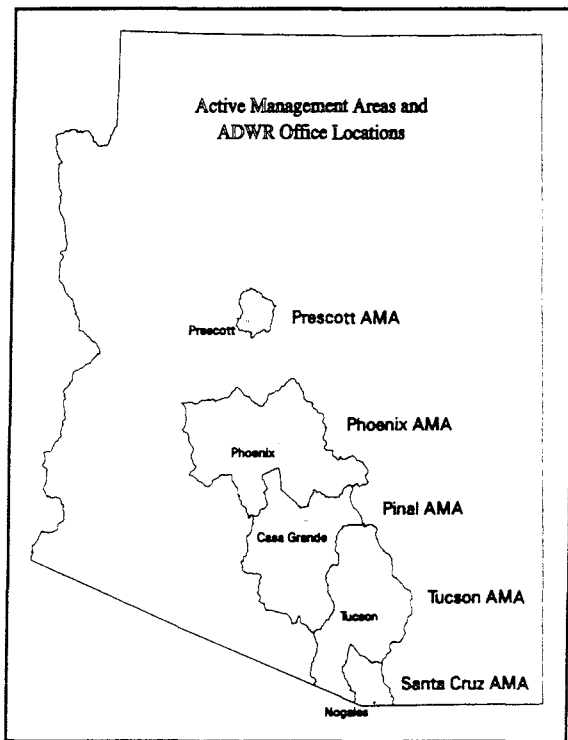 Active Management Areas and
ADWR Office Locations
Prescott
Prescott AMA
Phoenix AMA
Phoenix
Pinal AMA
Casa Grande
Tucson AMA
Tucson
Santa Cruz AMA
Nogales